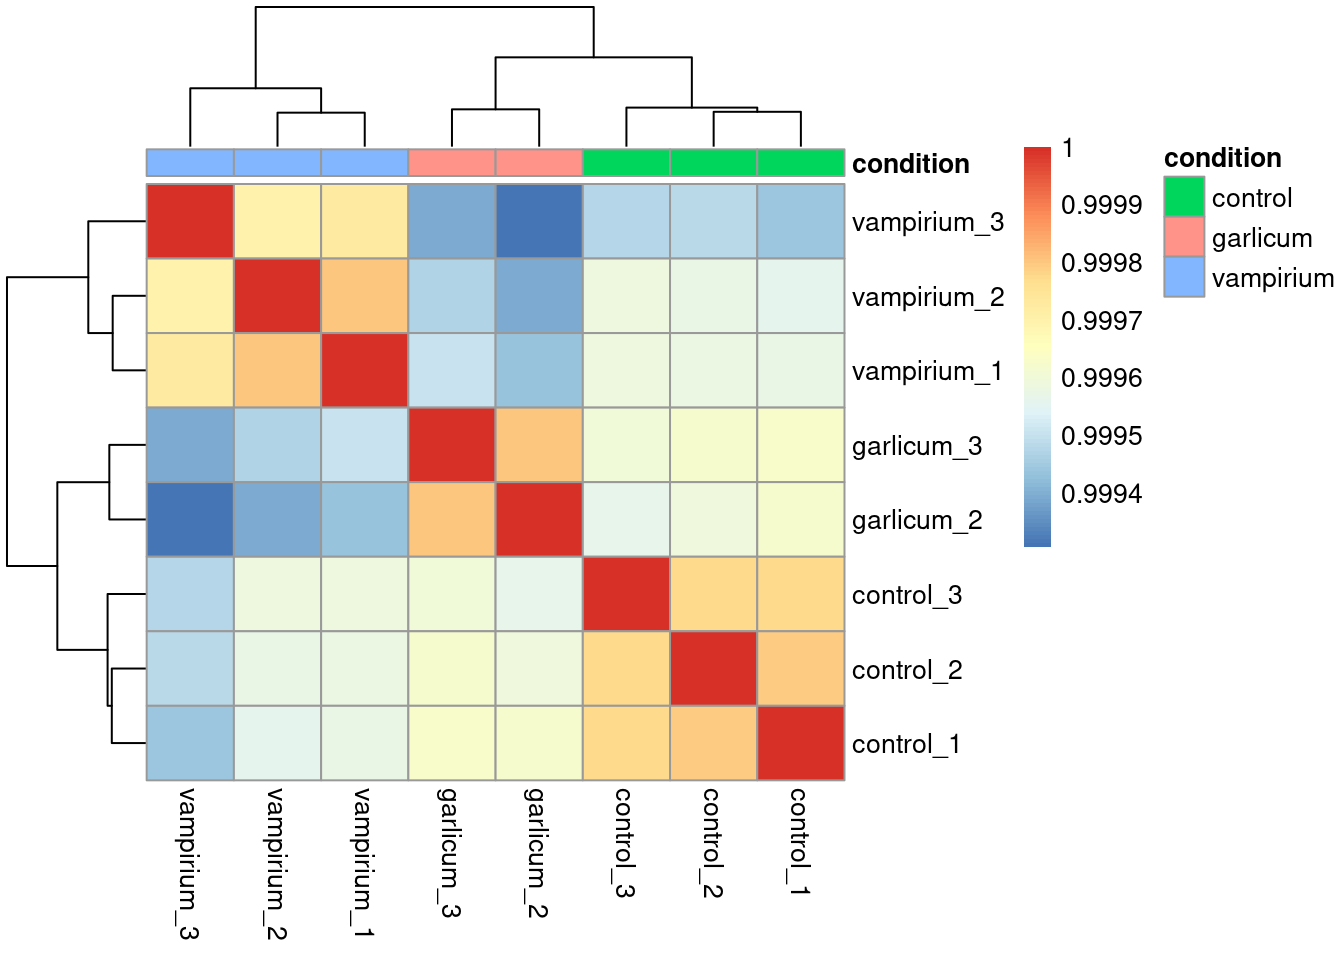 condition
vampirium_3
vampirium_2
vampirium_1
garlicum_3
garlicum_2
control_3
control_2
control_1
vampirium_3
vampirium_2
vampirium_1
garlicum_3
garlicum_2
control_3
control_2
control_1
1
0.9999
0.9998
0.9997
0.9996
0.9995
0.9994
condition
control
garlicum
vampirium